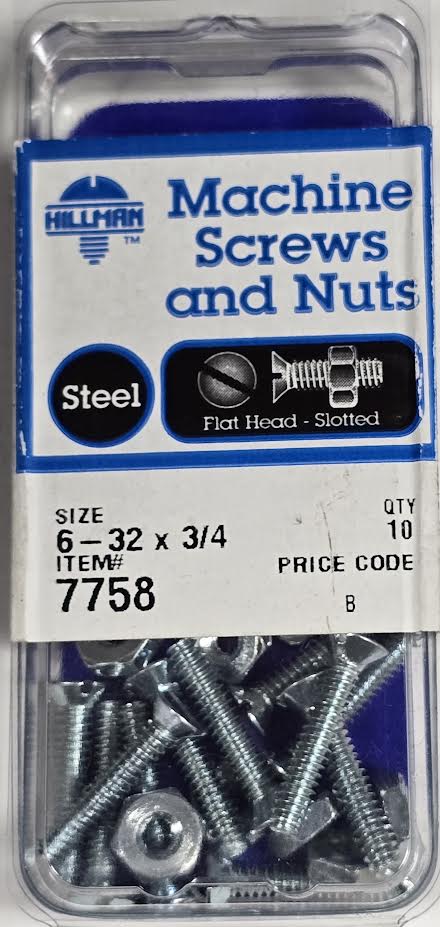 HILLMAN
TM
Machine
Screws
and Nuts
Steel
Flat Head - Slotted
SIZE
6-32 x 3/4
QTY
10
ITEM#
7758
PRICE CODE
B